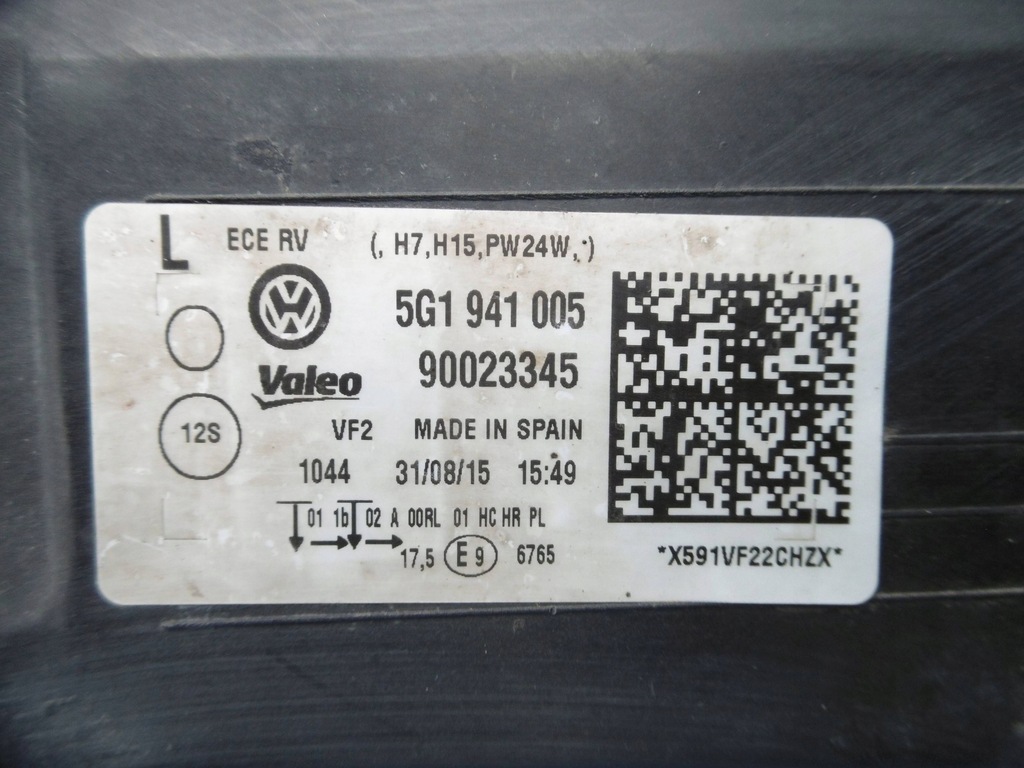 L ECE RV (, H7,H15,PW24W,·)
5G1 941 005
Valeo 90023345
12S VF2 MADE IN SPAIN
1044 31/08/15 15:49
01 1b 02 A 00RL 01 HC HR PL
17,5 E9 6765
*X591VF22CHZX*